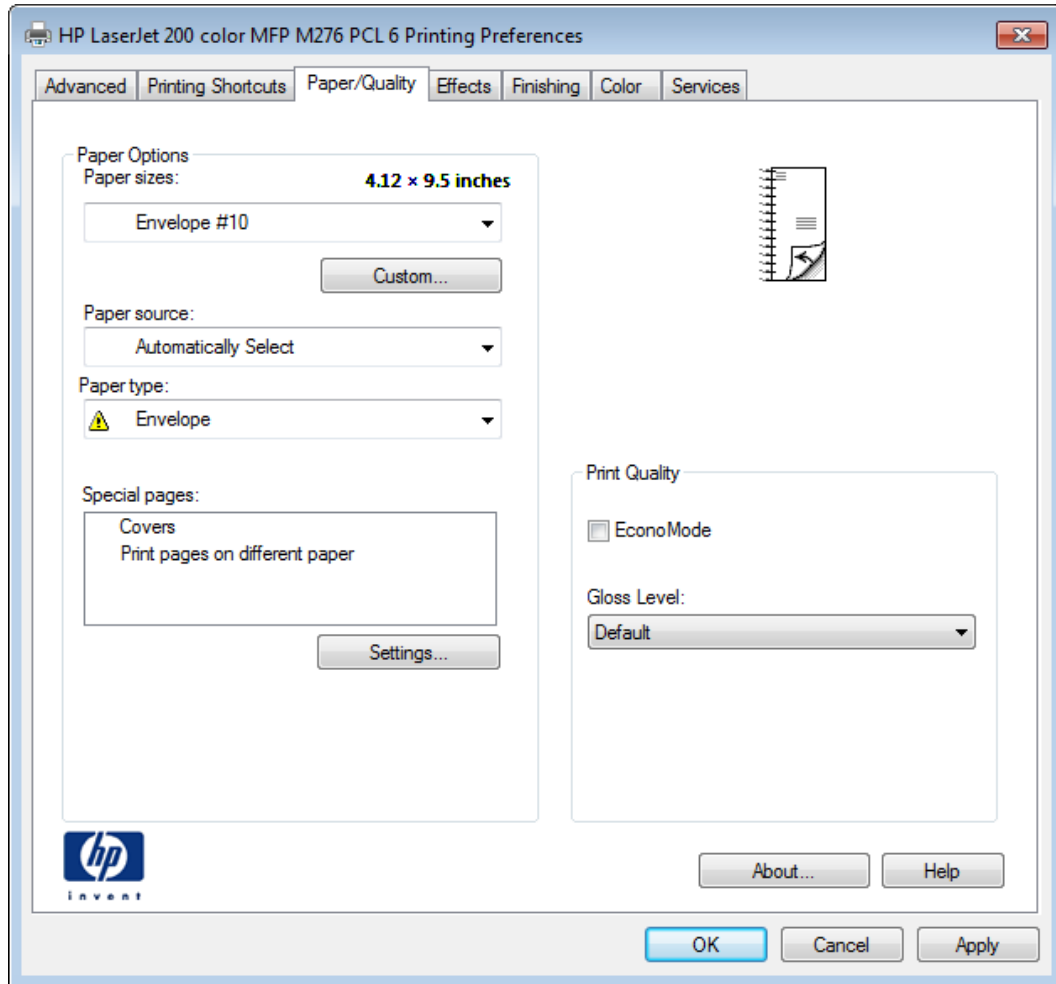 HP LaserJet 200 color MFP M276 PCL 6 Printing Preferences
Advanced Printing Shortcuts Paper/Quality Effects Finishing Color Services
Paper Options
Paper sizes: 4.12 × 9.5 inches
Envelope #10
Custom...
Paper source:
Automatically Select
Paper type:
Envelope
Special pages:
Covers
Print pages on different paper
Settings...
Print Quality
EconoMode
Gloss Level:
Default
hp
invent
About... Help
OK Cancel Apply